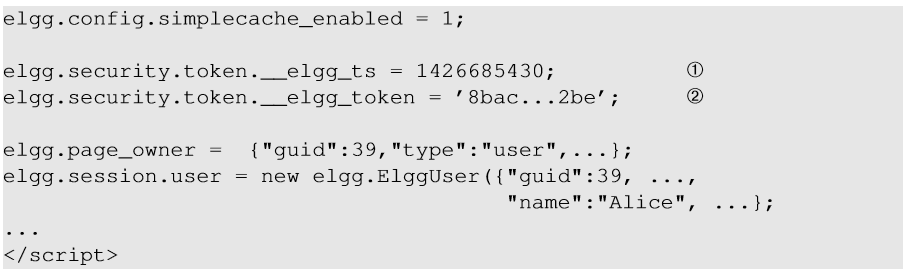 elgg.config.simplecache_enabled = 1;
elgg.security.token.__elgg_ts = 1426685430; ①
elgg.security.token.__elgg_token = '8bac...2be'; ②
elgg.page_owner =  {"guid":39,"type":"user",...};
elgg.session.user = new elgg.ElggUser({"guid":39, ...,
"name":"Alice", ...};
...
</script>